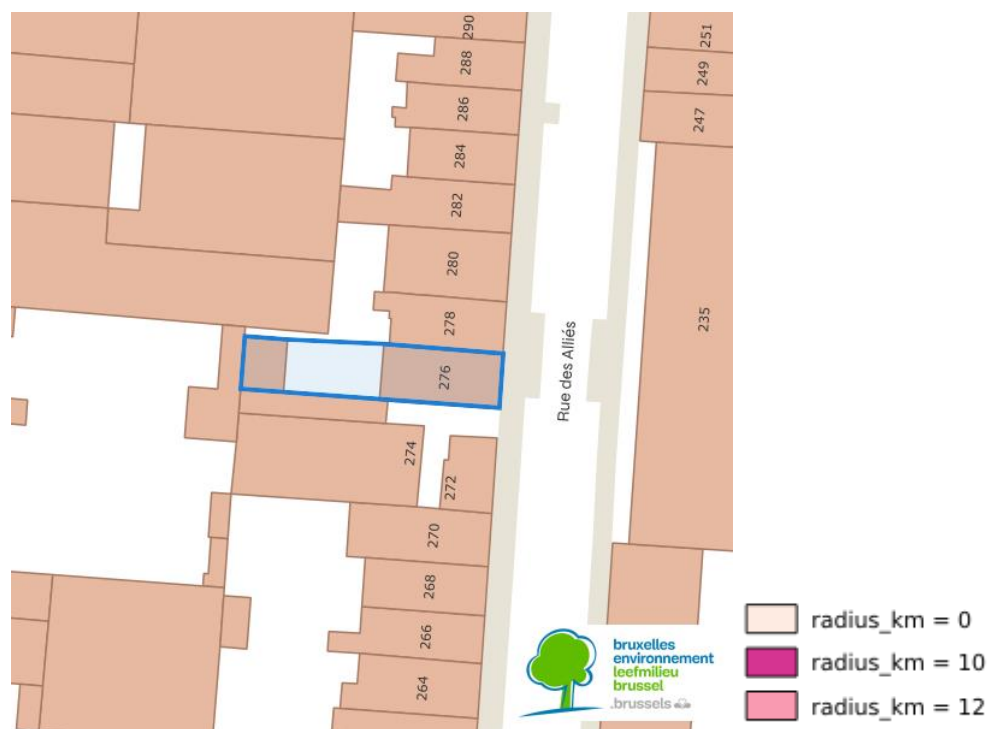 290
288
286
284
282
280
278
276
274
272
270
268
266
264
251
249
247
235
Rue des Alliés
bruxelles
environnement
leefmilieu
brussel
.brussels
radius_km = 0
radius_km = 10
radius_km = 12